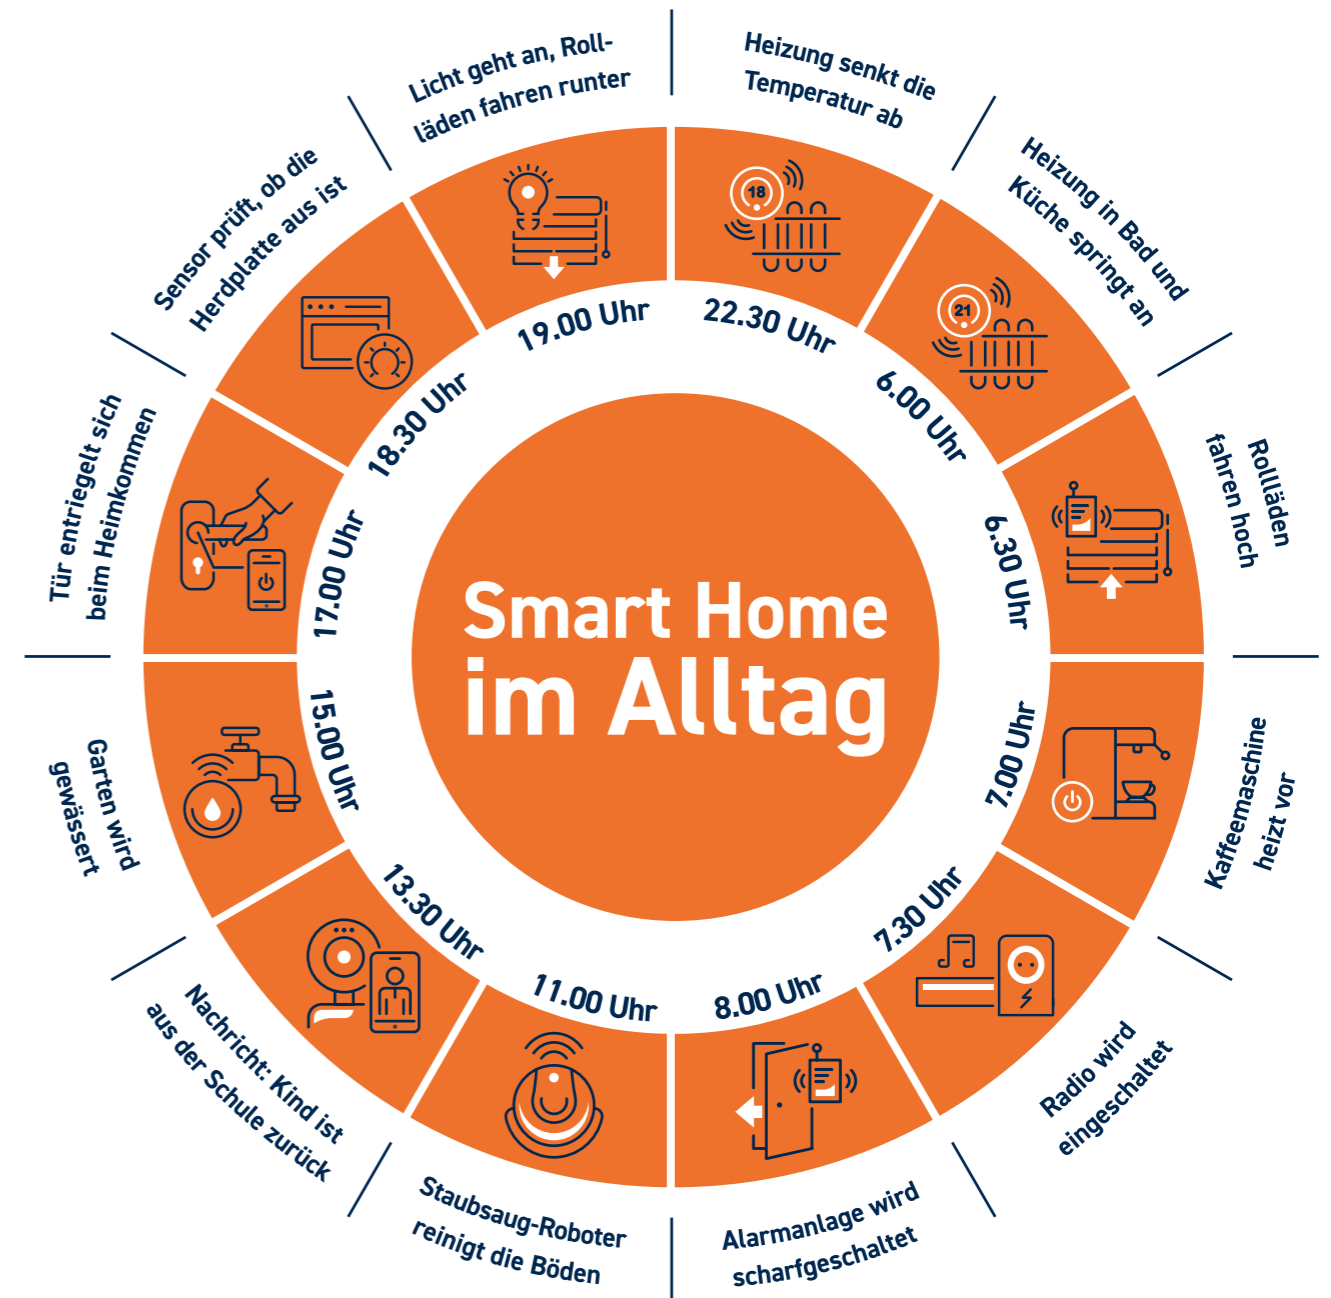 Smart Home
im Alltag
Heizung senkt die
Temperatur ab
18
22.30 Uhr
Heizung in Bad und
Küche springt an
21
6.00 Uhr
Rollläden
fahren hoch
6.30 Uhr
Kaffeemaschine
heizt vor
7.00 Uhr
Radio wird
eingeschaltet
7.30 Uhr
Alarmanlage wird
scharfgeschaltet
8.00 Uhr
Staubsaug-Roboter
reinigt die Böden
11.00 Uhr
Nachricht: Kind ist
aus der Schule zurück
13.30 Uhr
Garten wird
gewässert
15.00 Uhr
Tür entriegelt sich
beim Heimkommen
17.00 Uhr
Sensor prüft, ob die
Herdplatte aus ist
18.30 Uhr
Licht geht an, Roll-
läden fahren runter
19.00 Uhr